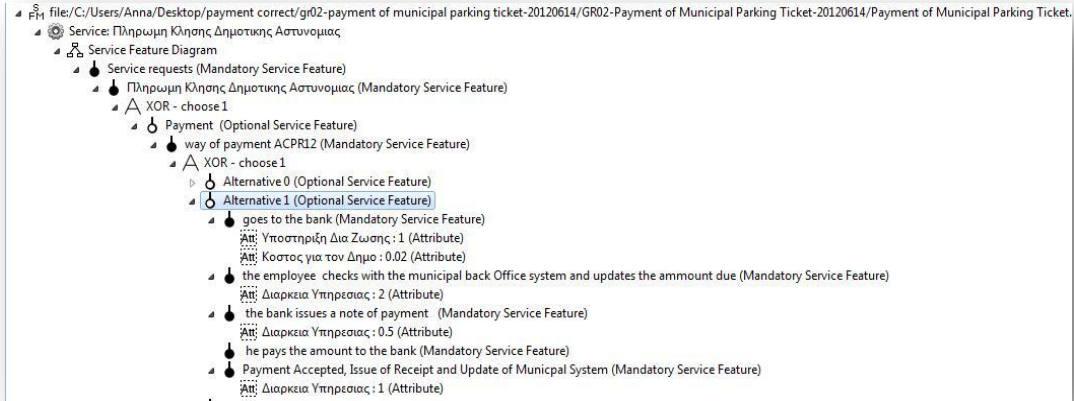 S
FM file:/C:/Users/Anna/Desktop/payment correct/gr02-payment of municipal parking ticket-20120614/GR02-Payment of Municipal Parking Ticket-20120614/Payment of Municipal Parking Ticket.
Service: Πληρωμη Κλησης Δημοτικης Αστυνομιας
Service Feature Diagram
Service requests (Mandatory Service Feature)
Πληρωμη Κλησης Δημοτικης Αστυνομιας (Mandatory Service Feature)
XOR - choose1
Payment (Optional Service Feature)
way of payment ACPR12 (Mandatory Service Feature)
XOR - choose1
Alternative 0 (Optional Service Feature)
Alternative 1 (Optional Service Feature)
goes to the bank (Mandatory Service Feature)
Att Υποστηριξη Δια Ζωσης : 1 (Attribute)
Att Κοστος για τον Δημο : 0.02 (Attribute)
the employee checks with the municipal back Office system and updates the ammount due (Mandatory Service Feature)
Att Διαρκεια Υπηρεσιας : 2 (Attribute)
the bank issues a note of payment (Mandatory Service Feature)
Att Διαρκεια Υπηρεσιας : 0.5 (Attribute)
he pays the amount to the bank (Mandatory Service Feature)
Payment Accepted, Issue of Receipt and Update of Municpal System (Mandatory Service Feature)
Att Διαρκεια Υπηρεσιας : 1 (Attribute)